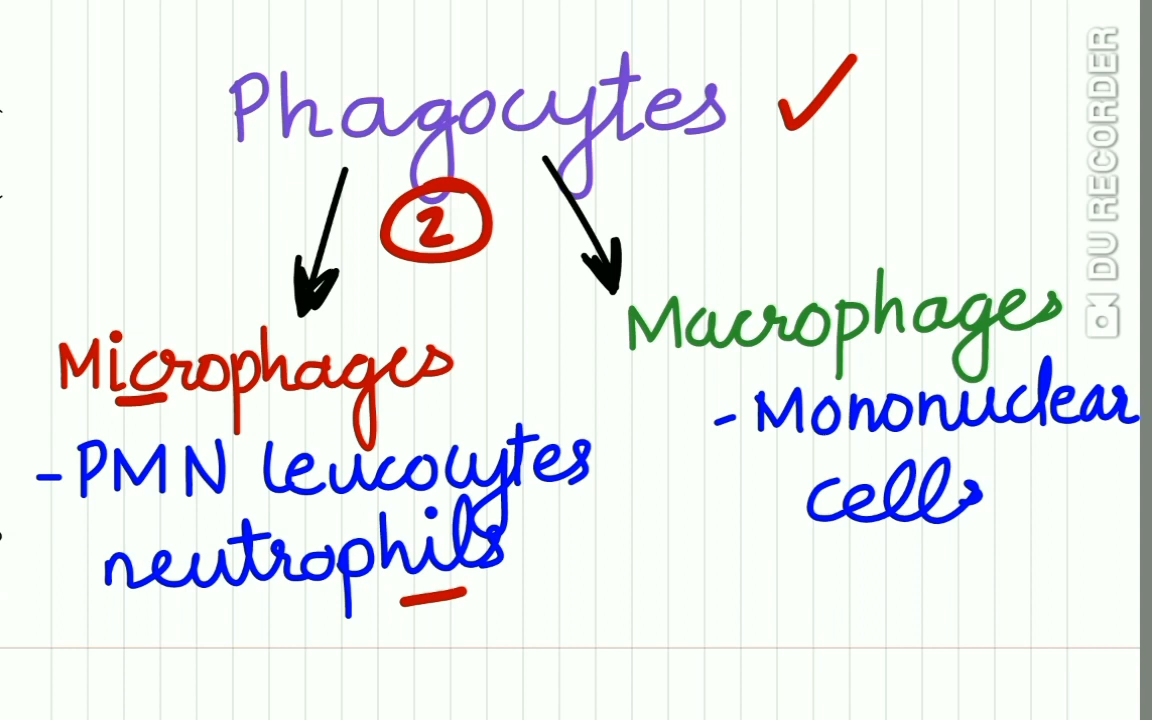 Phagocytes
2
Microphages
Macrophages
- PMN leucocytes
neutrophils
- Mononuclear
cells
DU RECORDER